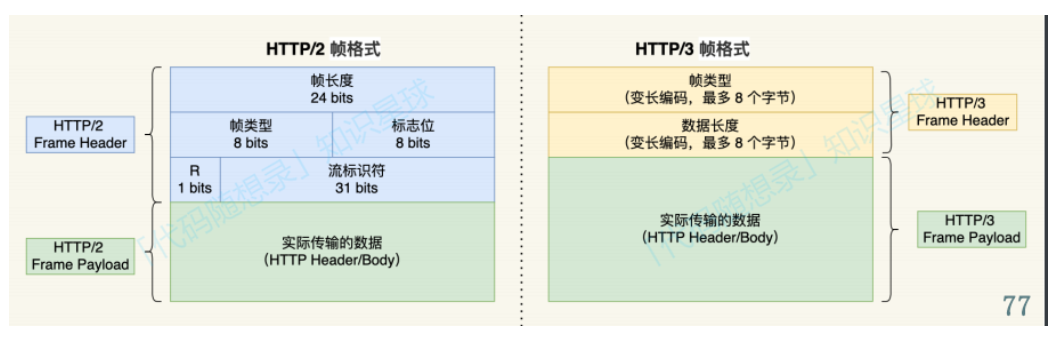 HTTP/2 帧格式
HTTP/2
Frame Header
帧长度
24 bits
帧类型
8 bits
标志位
8 bits
R
1 bits
流标识符
31 bits
HTTP/2
Frame Payload
实际传输的数据
（HTTP Header/Body）
HTTP/3 帧格式
帧类型
（变长编码，最多 8 个字节）
数据长度
（变长编码，最多 8 个字节）
HTTP/3
Frame Header
实际传输的数据
（HTTP Header/Body）
HTTP/3
Frame Payload
「代码随想录」知识星球
「代码随想录」知识星球
77